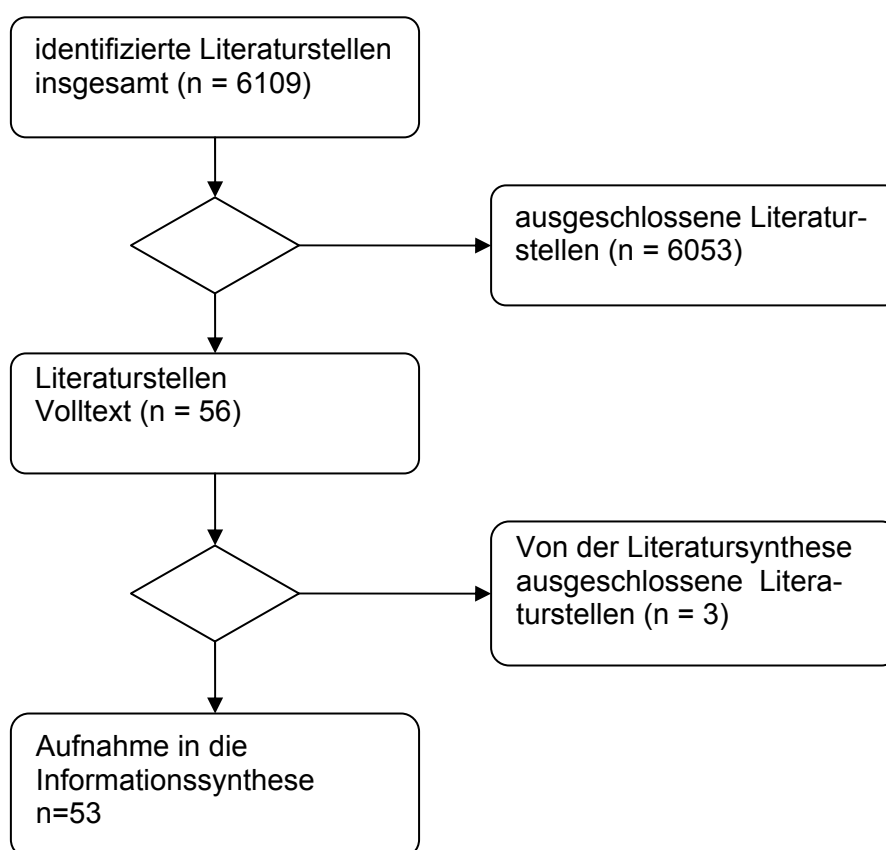 identifizierte Literaturstellen
insgesamt (n = 6109)
ausgeschlossene Literatur-
stellen (n = 6053)
Literaturstellen
Volltext (n = 56)
Von der Literatursynthese
ausgeschlossene  Litera-
turstellen (n = 3)
Aufnahme in die
Informationssynthese
n=53